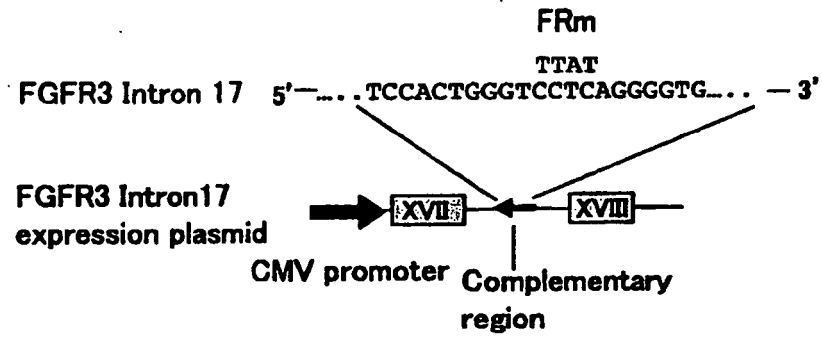 FRm
TTAT
FGFR3 Intron 17 5'—....TCCACTGGGTCCTCAGGGGTG.... — 3'
FGFR3 Intron17
expression plasmid
XVII
XVIII
CMV promoter
Complementary
region